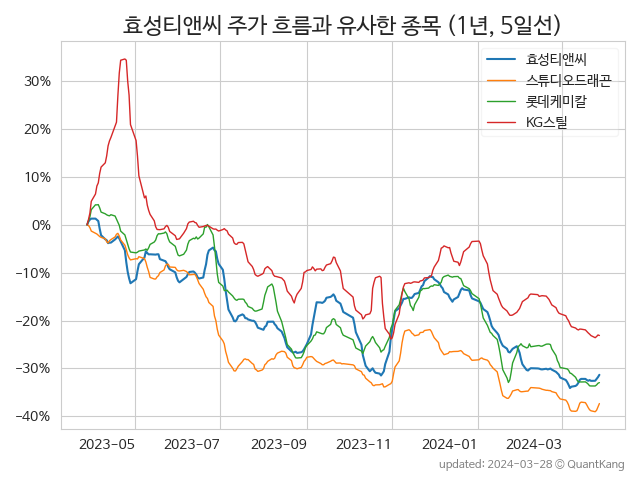 효성티앤씨 주가 흐름과 유사한 종목 (1년, 5일선)
효성티앤씨
스튜디오드래곤
롯데케미칼
KG스틸
30%
20%
10%
0%
−10%
−20%
−30%
−40%
2023-05 2023-07 2023-09 2023-11 2024-01 2024-03
updated: 2024-03-28 © QuantKang